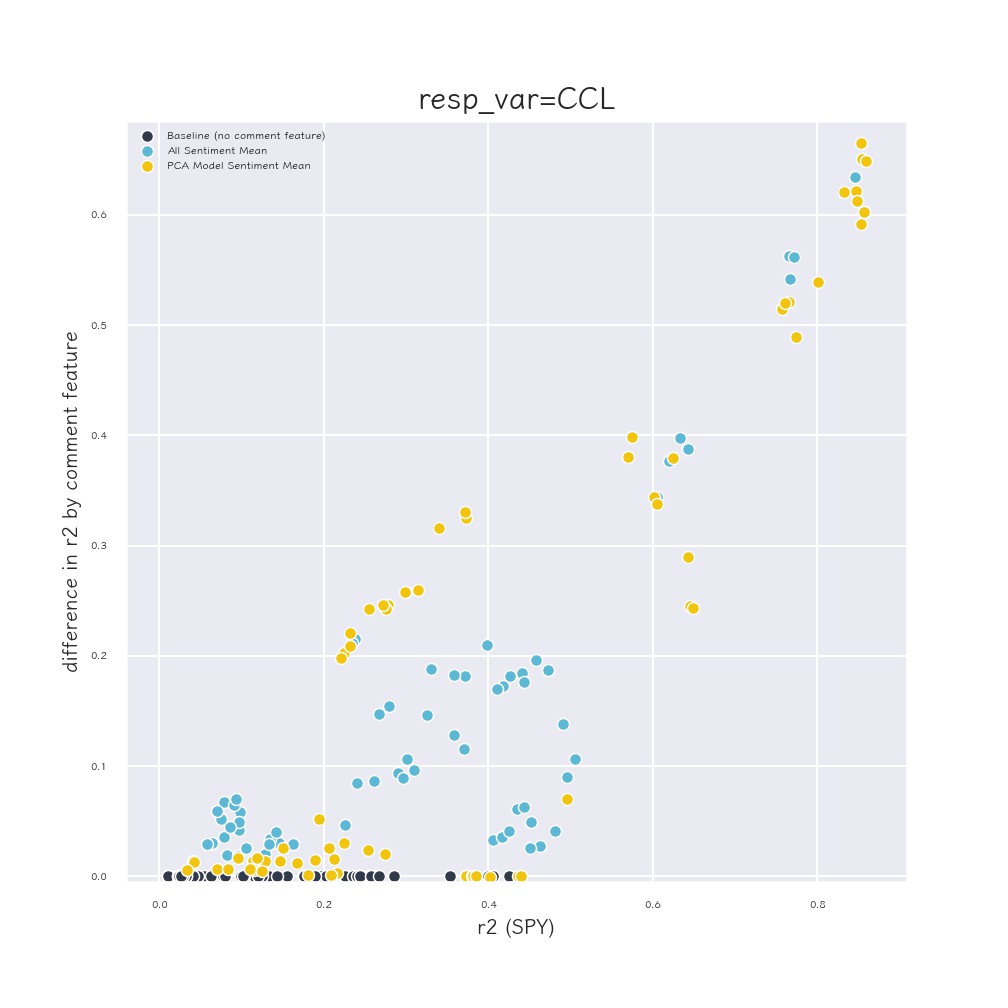 resp_var=CCL
Baseline (no comment feature)
All Sentiment Mean
PCA Model Sentiment Mean
difference in r2 by comment feature
0.6
0.5
0.4
0.3
0.2
0.1
0.0
0.0 0.2 0.4 0.6 0.8
r2 (SPY)